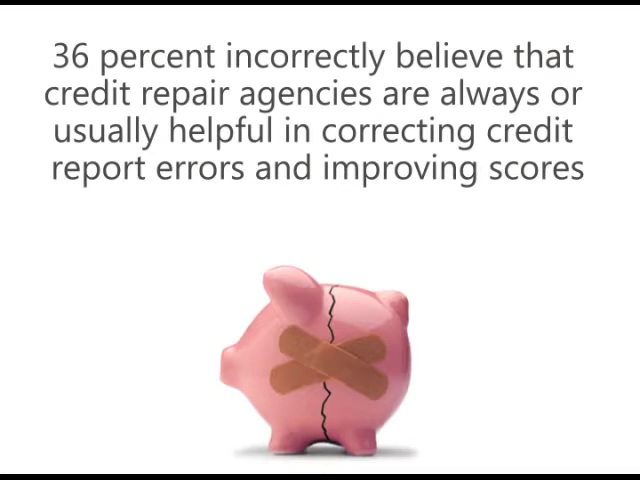 36 percent incorrectly believe that
credit repair agencies are always or
usually helpful in correcting credit
report errors and improving scores